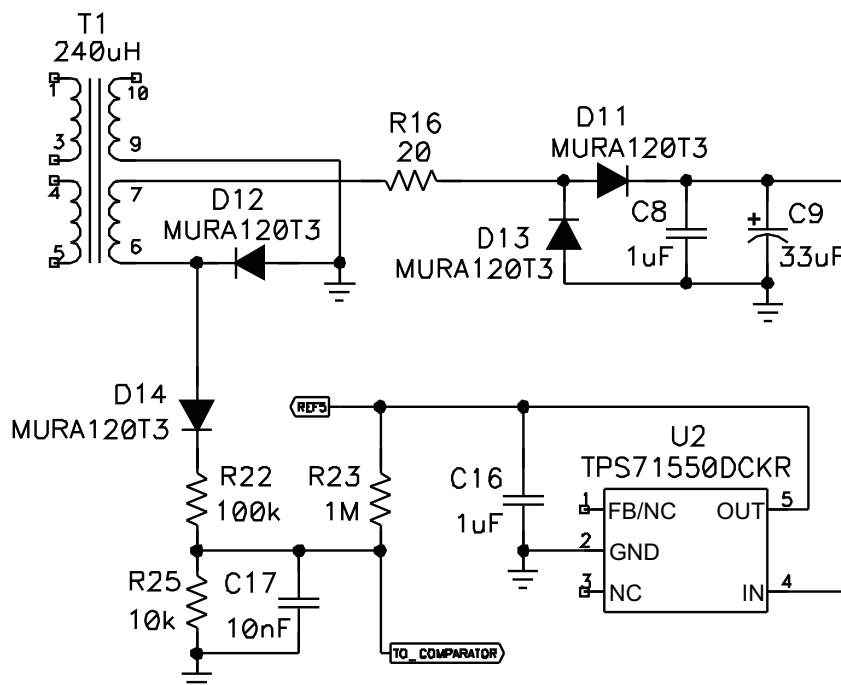 T1
240uH
1
10
3
9
4
7
5
6
R16
20
D11
MURA120T3
D12
MURA120T3
D13
MURA120T3
C8
1uF
+
C9
33uF
D14
MURA120T3
REF5
R22
100k
R23
1M
C16
1uF
U2
TPS71550DCKR
1
FB/NC
OUT
5
2
GND
3
NC
IN
4
R25
10k
C17
10nF
TO_COMPARATOR